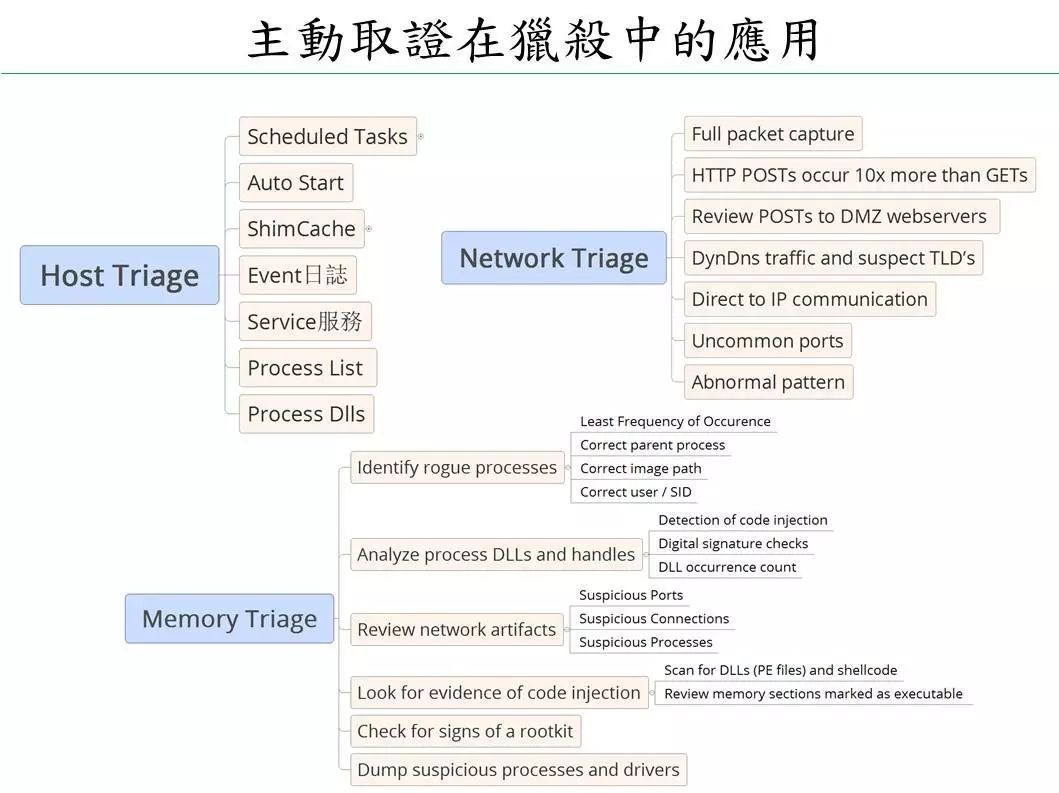 主動取證在獵殺中的應用
Host Triage
Scheduled Tasks
Auto Start
ShimCache
Event日誌
Service服務
Process List
Process Dlls
Network Triage
Full packet capture
HTTP POSTs occur 10x more than GETs
Review POSTs to DMZ webservers
DynDns traffic and suspect TLD’s
Direct to IP communication
Uncommon ports
Abnormal pattern
Memory Triage
Identify rogue processes
Least Frequency of Occurence
Correct parent process
Correct image path
Correct user / SID
Analyze process DLLs and handles
Detection of code injection
Digital signature checks
DLL occurrence count
Review network artifacts
Suspicious Ports
Suspicious Connections
Suspicious Processes
Look for evidence of code injection
Scan for DLLs (PE files) and shellcode
Review memory sections marked as executable
Check for signs of a rootkit
Dump suspicious processes and drivers